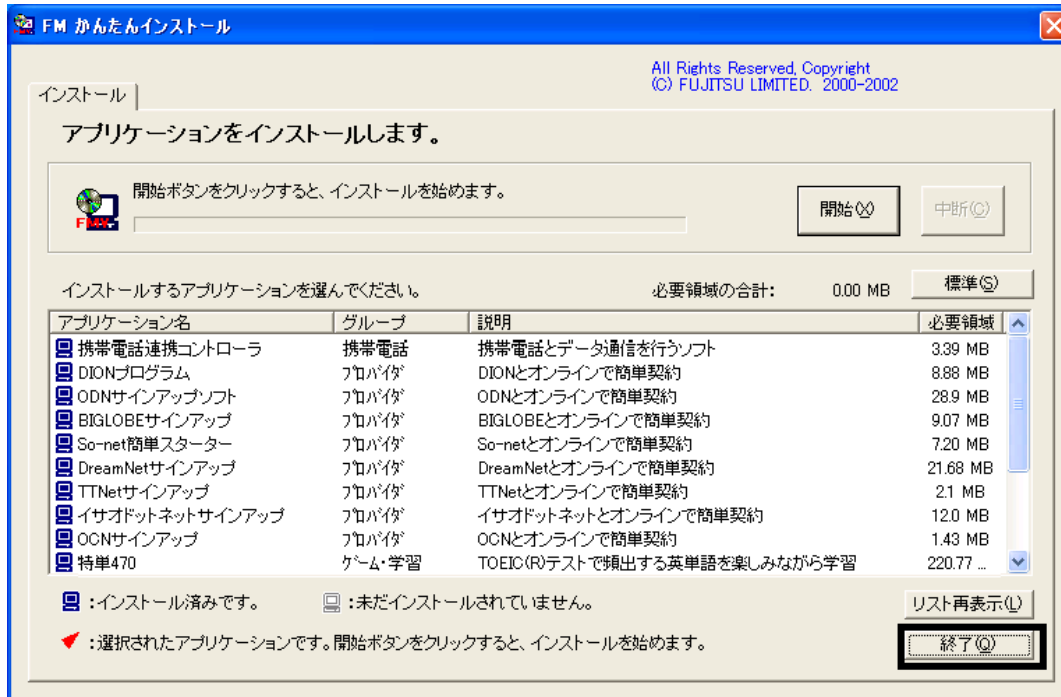 FM かんたんインストール
All Rights Reserved, Copyright
(C) FUJITSU LIMITED. 2000-2002
インストール
アプリケーションをインストールします。
開始ボタンをクリックすると、インストールを始めます。
FMV
開始(X) 中断(C)
インストールするアプリケーションを選んでください。 必要領域の合計: 0.00 MB 標準(S)
アプリケーション名 グループ 説明 必要領域
携帯電話連携コントローラ 携帯電話 携帯電話とデータ通信を行うソフト 3.39 MB
DIONプログラム プロバイダ DIONとオンラインで簡単契約 8.88 MB
ODNサインアップソフト プロバイダ ODNとオンラインで簡単契約 28.9 MB
BIGLOBEサインアップ プロバイダ BIGLOBEとオンラインで簡単契約 9.07 MB
So-net簡単スターター プロバイダ So-netとオンラインで簡単契約 7.20 MB
DreamNetサインアップ プロバイダ DreamNetとオンラインで簡単契約 21.68 MB
TTNetサインアップ プロバイダ TTNetとオンラインで簡単契約 2.1 MB
イサオドットネットサインアップ プロバイダ イサオドットネットとオンラインで簡単契約 12.0 MB
OCNサインアップ プロバイダ OCNとオンラインで簡単契約 1.43 MB
特単470 ゲーム・学習 TOEIC(R)テストで頻出する英単語を楽しみながら学習 220.77 ...
:インストール済みです。 :未だインストールされていません。 リスト再表示(L)
:選択されたアプリケーションです。開始ボタンをクリックすると、インストールを始めます。 終了(Q)